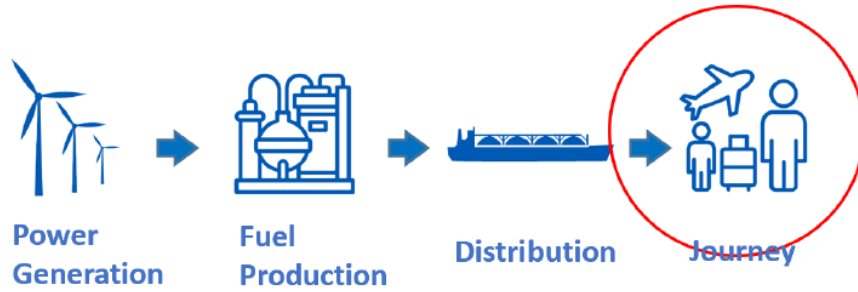 Power
Generation
Fuel
Production
Distribution
Journey